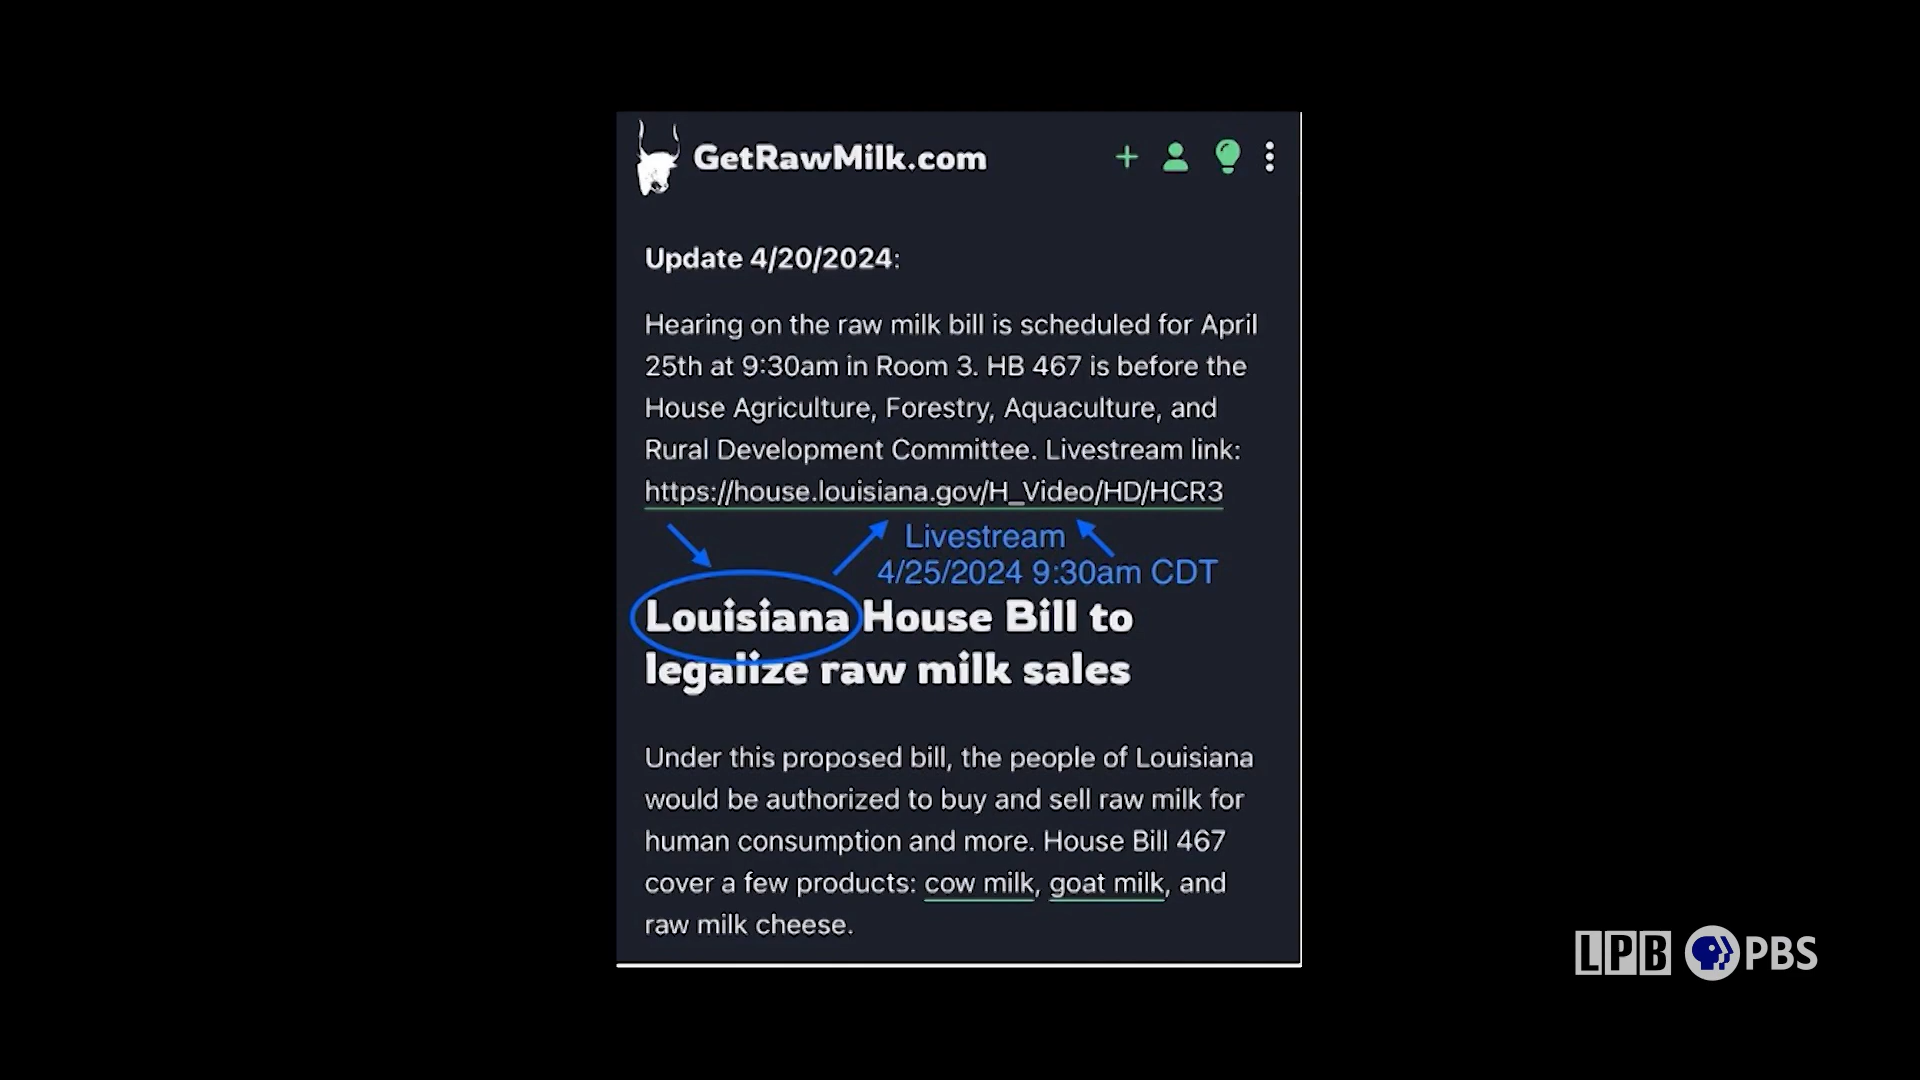 GetRawMilk.com
Update 4/20/2024:
Hearing on the raw milk bill is scheduled for April
25th at 9:30am in Room 3. HB 467 is before the
House Agriculture, Forestry, Aquaculture, and
Rural Development Committee. Livestream link:
https://house.louisiana.gov/H_Video/HD/HCR3
Livestream
4/25/2024 9:30am CDT
Louisiana House Bill to
legalize raw milk sales
Under this proposed bill, the people of Louisiana
would be authorized to buy and sell raw milk for
human consumption and more. House Bill 467
cover a few products: cow milk, goat milk, and
raw milk cheese.
LPB PBS